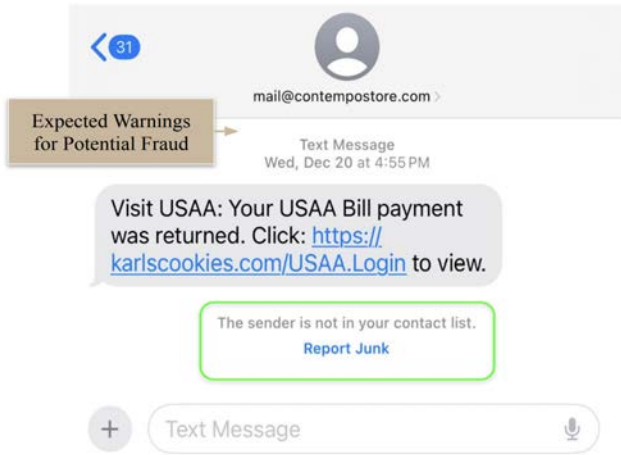 31
mail@contempostore.com >
Expected Warnings
for Potential Fraud
Text Message
Wed, Dec 20 at 4:55 PM
Visit USAA: Your USAA Bill payment
was returned. Click: https://
karlscookies.com/USAA.Login to view.
The sender is not in your contact list.
Report Junk
+
Text Message